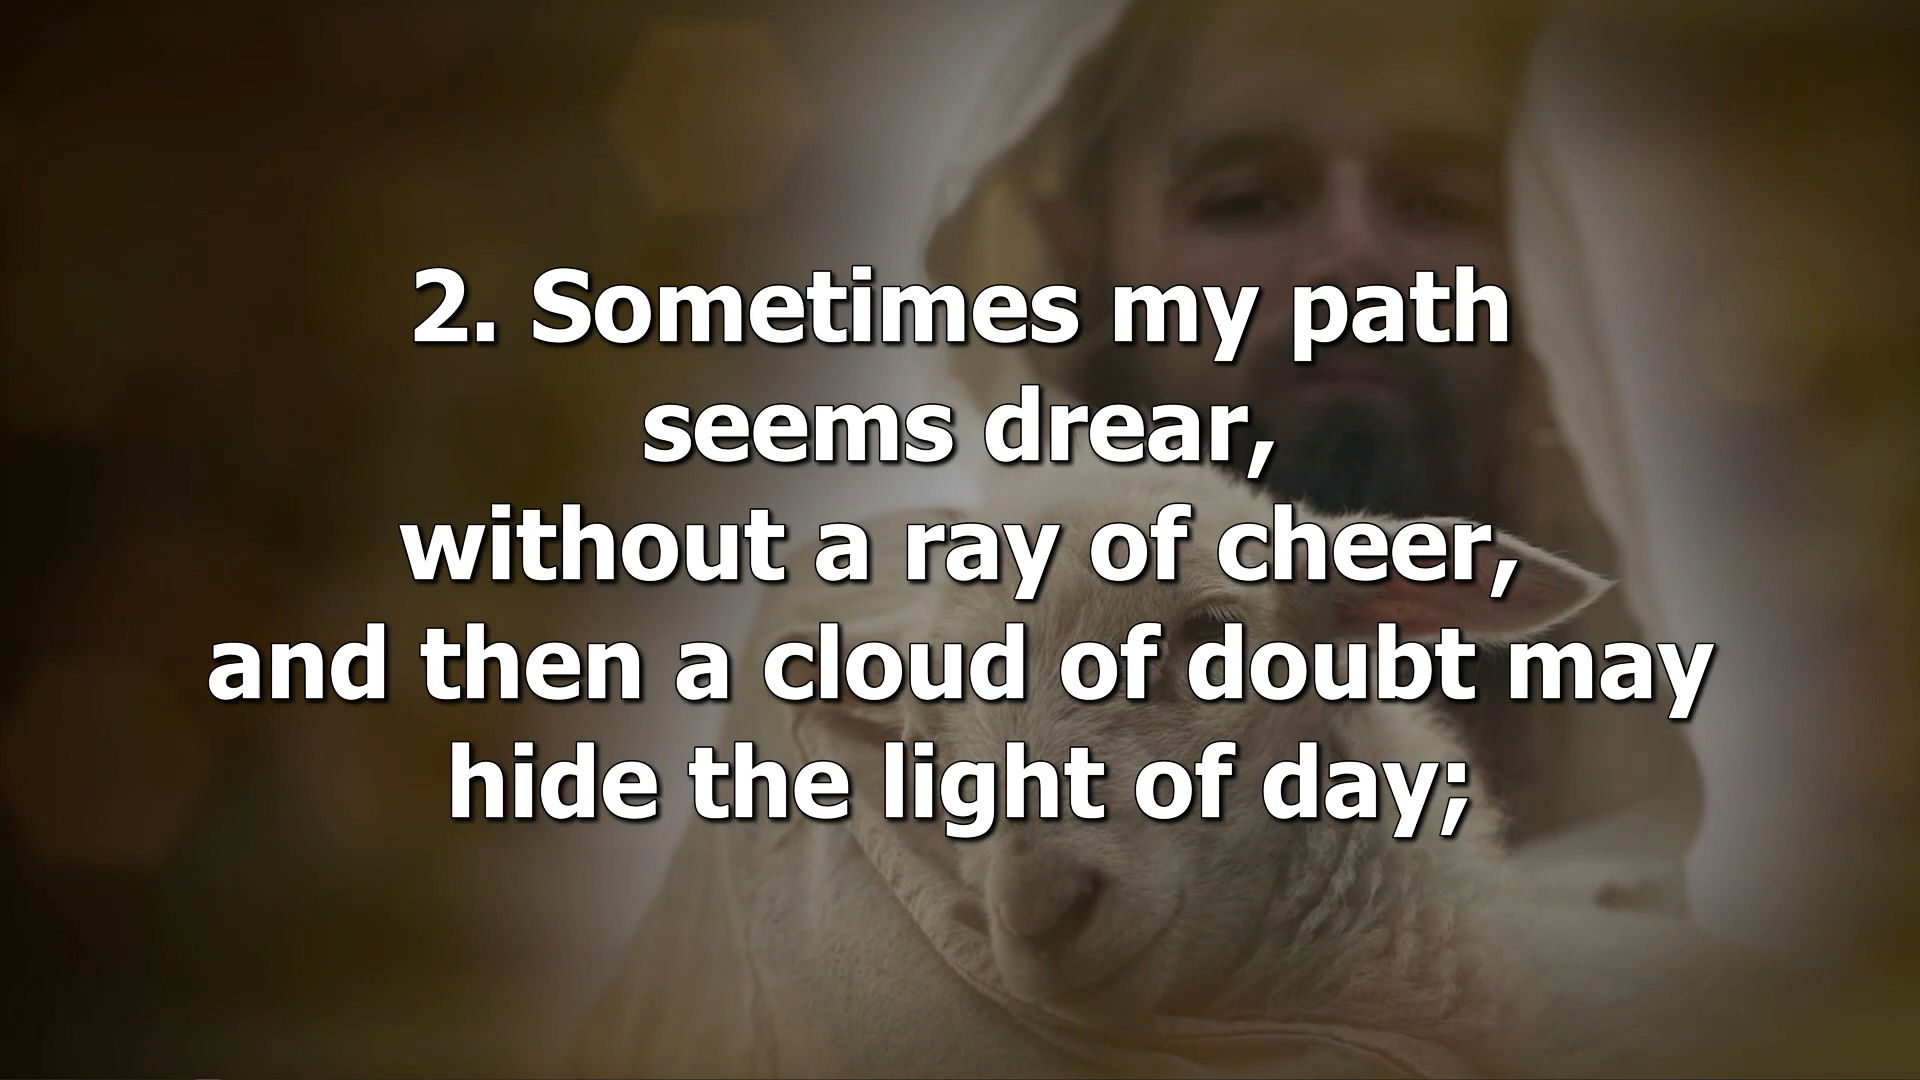 2. Sometimes my path
seems drear,
without a ray of cheer,
and then a cloud of doubt may
hide the light of day;